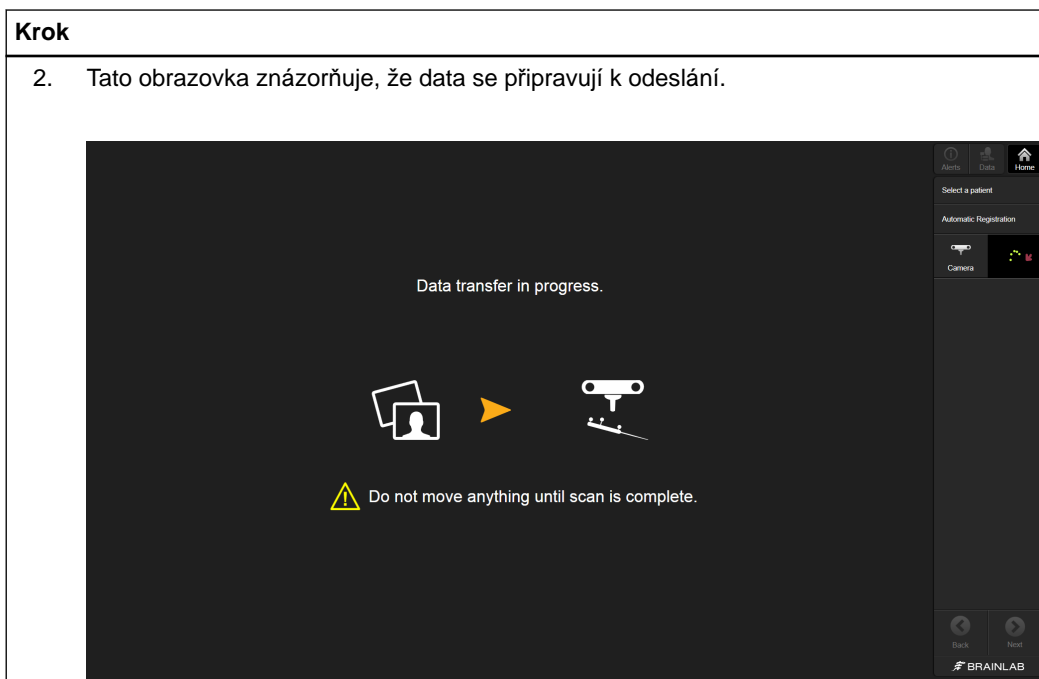 Krok
2. Tato obrazovka znázorňuje, že data se připravují k odeslání.
Alerts Data Home
Select a patient
Automatic Registration
Camera
Data transfer in progress.
Do not move anything until scan is complete.
Back Next
BRAINLAB